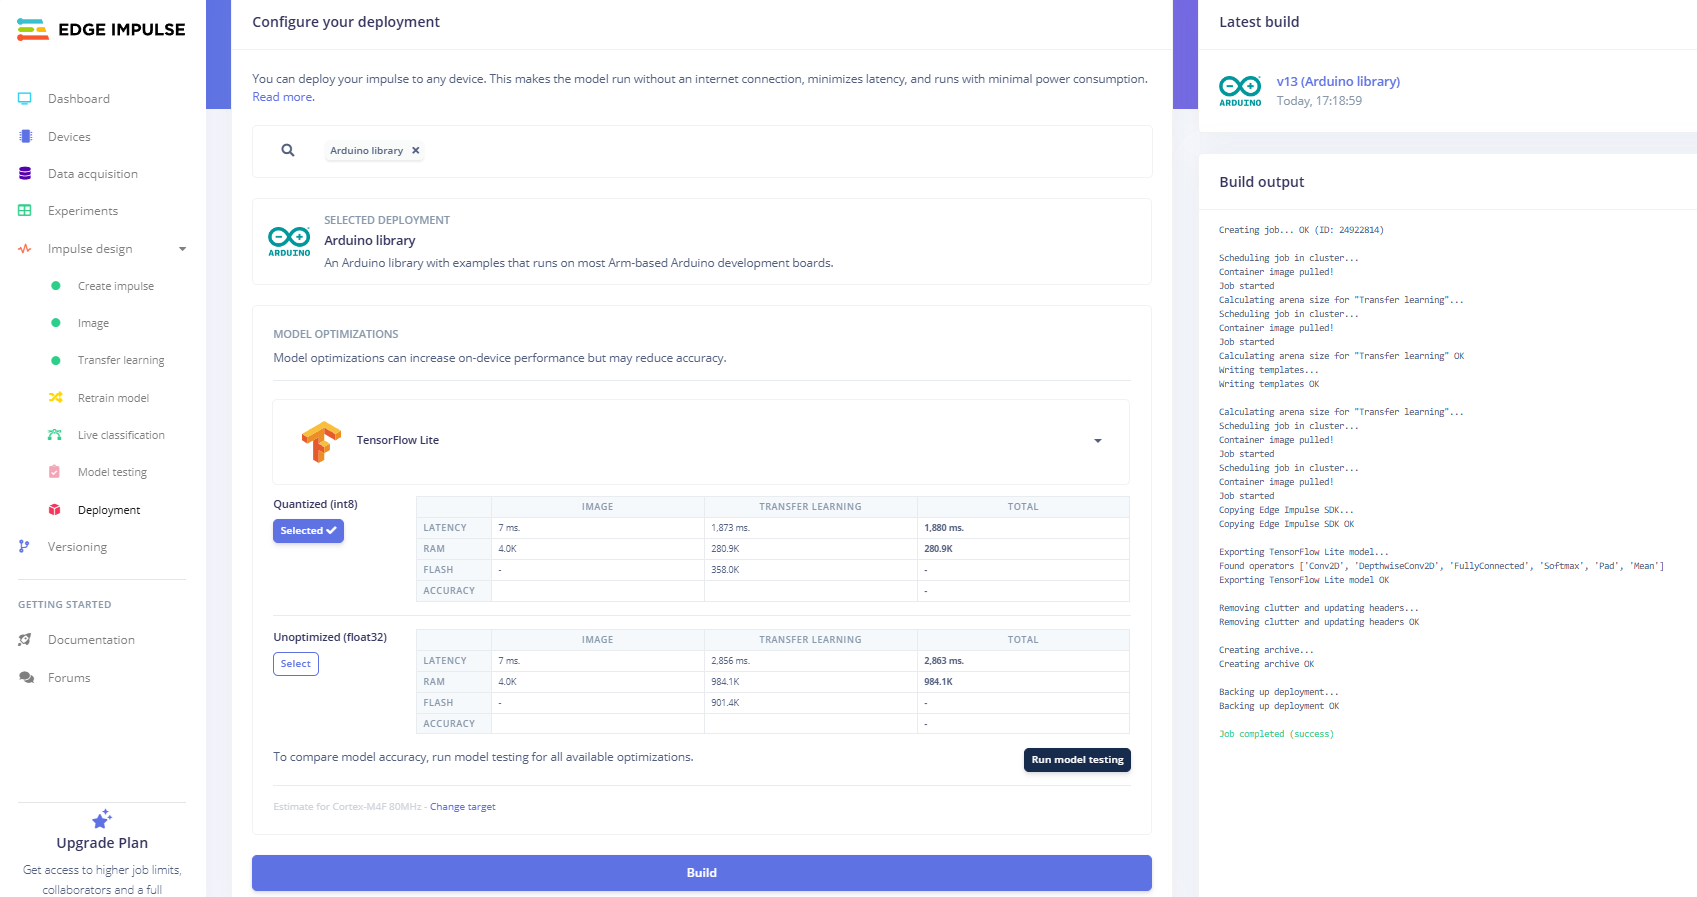 EDGE IMPULSE
Dashboard
Devices
Data acquisition
Experiments
Impulse design
Create impulse
Image
Transfer learning
Retrain model
Live classification
Model testing
Deployment
Versioning
GETTING STARTED
Documentation
Forums
Upgrade Plan
Get access to higher job limits,
collaborators and a full
Configure your deployment
You can deploy your impulse to any device. This makes the model run without an internet connection, minimizes latency, and runs with minimal power consumption.
Read more.
Arduino library ×
ARDUINO
SELECTED DEPLOYMENT
Arduino library
An Arduino library with examples that runs on most Arm-based Arduino development boards.
MODEL OPTIMIZATIONS
Model optimizations can increase on-device performance but may reduce accuracy.
TensorFlow Lite
Quantized (int8)
Selected ✓
IMAGE TRANSFER LEARNING TOTAL
LATENCY 7 ms. 1,873 ms. 1,880 ms.
RAM 4.0K 280.9K 280.9K
FLASH - 358.0K -
ACCURACY -
Unoptimized (float32)
Select
IMAGE TRANSFER LEARNING TOTAL
LATENCY 7 ms. 2,856 ms. 2,863 ms.
RAM 4.0K 984.1K 984.1K
FLASH - 901.4K -
ACCURACY -
To compare model accuracy, run model testing for all available optimizations.
Run model testing
Estimate for Cortex-M4F 80MHz - Change target
Build
Latest build
ARDUINO
v13 (Arduino library)
Today, 17:18:59
Build output
Creating job... OK (ID: 24922814)
Scheduling job in cluster...
Container image pulled!
Job started
Calculating arena size for "Transfer learning"...
Scheduling job in cluster...
Container image pulled!
Job started
Calculating arena size for "Transfer learning" OK
Writing templates...
Writing templates OK
Calculating arena size for "Transfer learning"...
Scheduling job in cluster...
Container image pulled!
Job started
Scheduling job in cluster...
Container image pulled!
Job started
Copying Edge Impulse SDK...
Copying Edge Impulse SDK OK
Exporting TensorFlow Lite model...
Found operators ['Conv2D', 'DepthwiseConv2D', 'FullyConnected', 'Softmax', 'Pad', 'Mean']
Exporting TensorFlow Lite model OK
Removing clutter and updating headers...
Removing clutter and updating headers OK
Creating archive...
Creating archive OK
Backing up deployment...
Backing up deployment OK
Job completed (success)